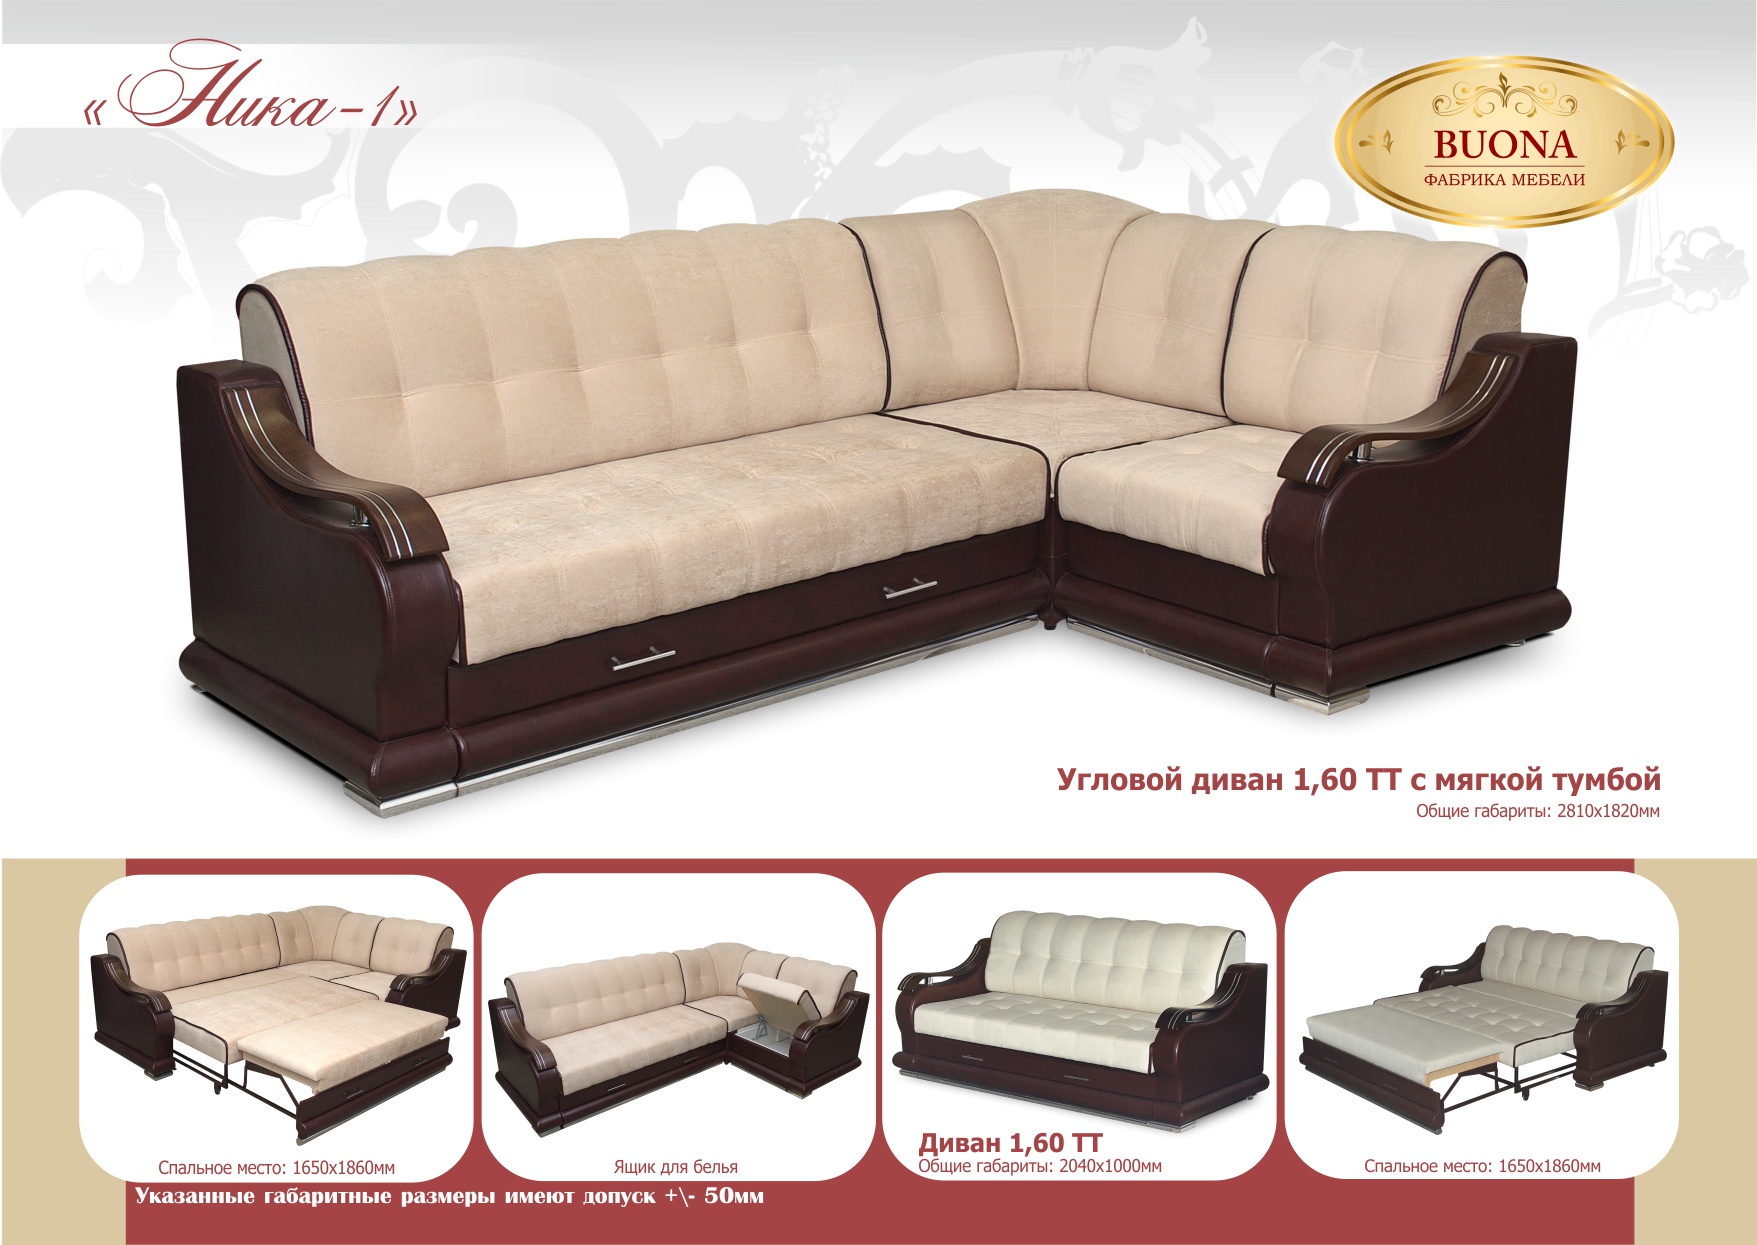 «Ника-1»
BUONA
ФАБРИКА МЕБЕЛИ
Угловой диван 1,60 ТТ с мягкой тумбой
Общие габариты: 2810х1820мм
Спальное место: 1650х1860мм
Ящик для белья
Диван 1,60 ТТ
Общие габариты: 2040х1000мм
Спальное место: 1650х1860мм
Указанные габаритные размеры имеют допуск +\- 50мм